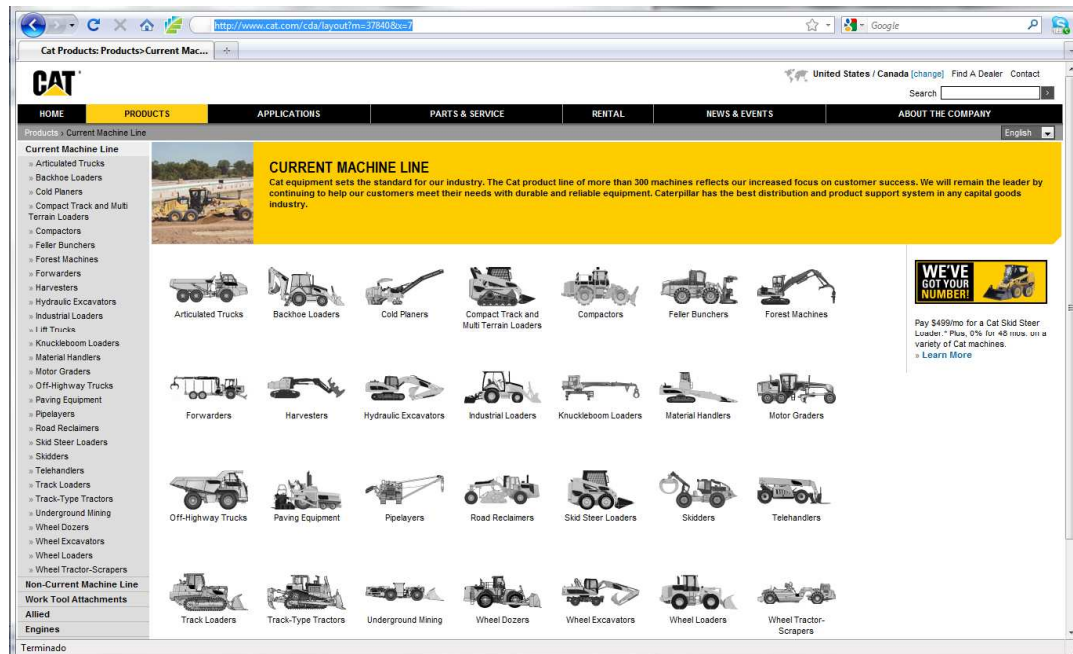 http://www.cat.com/cda/layout?m=37840&x=7
Google
Cat Products: Products>Current Mac...
CAT
United States / Canada [change] Find A Dealer Contact
Search
HOME PRODUCTS APPLICATIONS PARTS & SERVICE RENTAL NEWS & EVENTS ABOUT THE COMPANY
Products › Current Machine Line
English
Current Machine Line
» Articulated Trucks
» Backhoe Loaders
» Cold Planers
» Compact Track and Multi
Terrain Loaders
» Compactors
» Feller Bunchers
» Forest Machines
» Forwarders
» Harvesters
» Hydraulic Excavators
» Industrial Loaders
» Lift Trucks
» Knuckleboom Loaders
» Material Handlers
» Motor Graders
» Off-Highway Trucks
» Paving Equipment
» Pipelayers
» Road Reclaimers
» Skid Steer Loaders
» Skidders
» Telehandlers
» Track Loaders
» Track-Type Tractors
» Underground Mining
» Wheel Dozers
» Wheel Excavators
» Wheel Loaders
» Wheel Tractor-Scrapers
Non-Current Machine Line
Work Tool Attachments
Allied
Engines
CURRENT MACHINE LINE
Cat equipment sets the standard for our industry. The Cat product line of more than 300 machines reflects our increased focus on customer success. We will remain the leader by
continuing to help our customers meet their needs with durable and reliable equipment. Caterpillar has the best distribution and product support system in any capital goods
industry.
Articulated Trucks Backhoe Loaders Cold Planers Compact Track and Compactors Feller Bunchers Forest Machines
Multi Terrain Loaders
Forwarders Harvesters Hydraulic Excavators Industrial Loaders Knuckleboom Loaders Material Handlers Motor Graders
Off-Highway Trucks Paving Equipment Pipelayers Road Reclaimers Skid Steer Loaders Skidders Telehandlers
Track Loaders Track-Type Tractors Underground Mining Wheel Dozers Wheel Excavators Wheel Loaders Wheel Tractor-
Scrapers
WE'VE
GOT YOUR
NUMBER!
Pay $499/mo for a Cat Skid Steer
Loader.* Plus, 0% for 48 mos. on a
variety of Cat machines.
» Learn More
Terminado